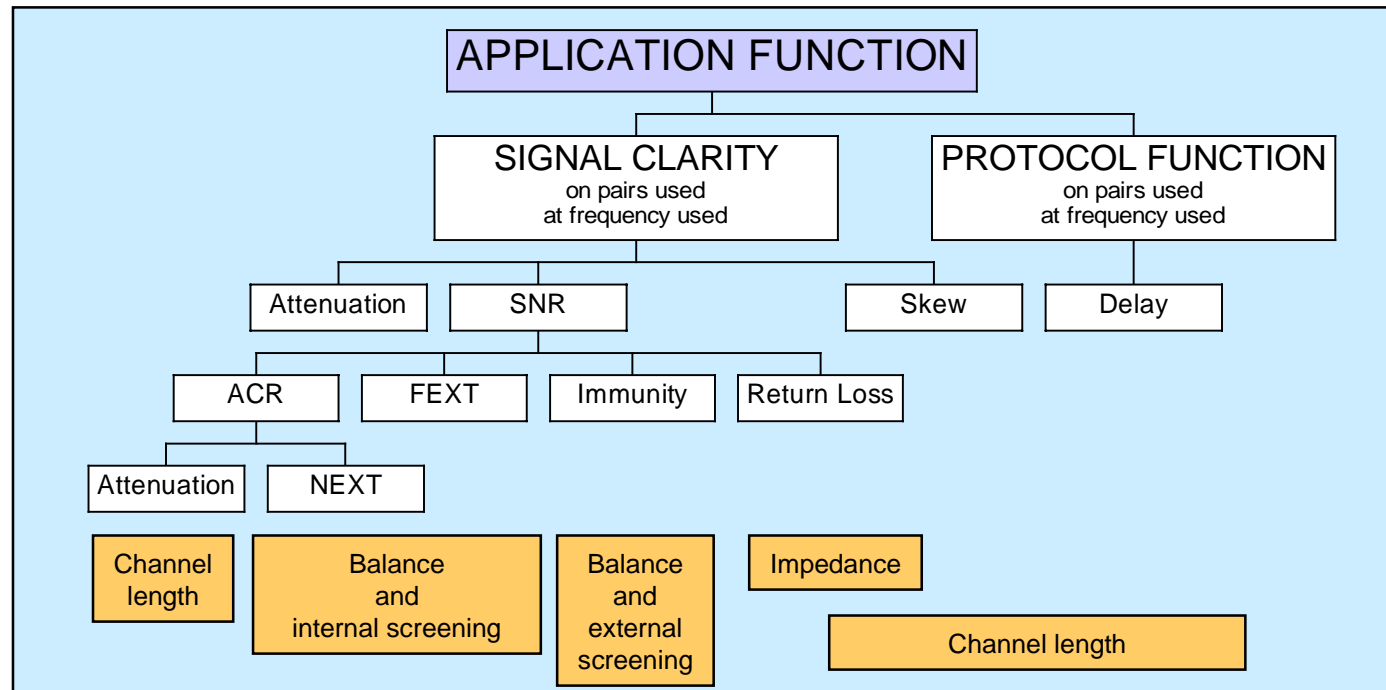 APPLICATION FUNCTION
SIGNAL CLARITY
on pairs used
at frequency used
PROTOCOL FUNCTION
on pairs used
at frequency used
Attenuation
SNR
Skew
Delay
ACR
FEXT
Immunity
Return Loss
Attenuation
NEXT
Channel
length
Balance
and
internal screening
Balance
and
external
screening
Impedance
Channel length